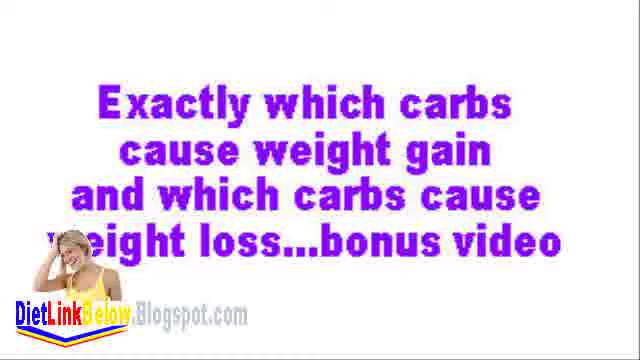 Exactly which carbs
cause weight gain
and which carbs cause
weight loss...bonus video
DietLinkBelow.Blogspot.com